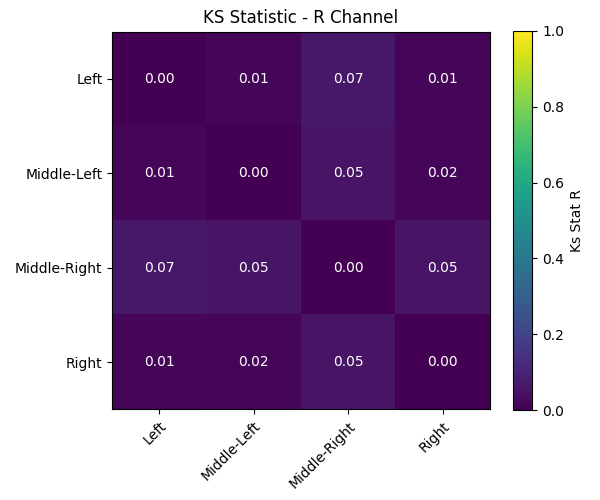 KS Statistic - R Channel
Left 0.00 0.01 0.07 0.01
Middle-Left 0.01 0.00 0.05 0.02
Middle-Right 0.07 0.05 0.00 0.05
Right 0.01 0.02 0.05 0.00
Left Middle-Left Middle-Right Right
1.0
0.8
0.6
0.4
0.2
0.0
Ks Stat R